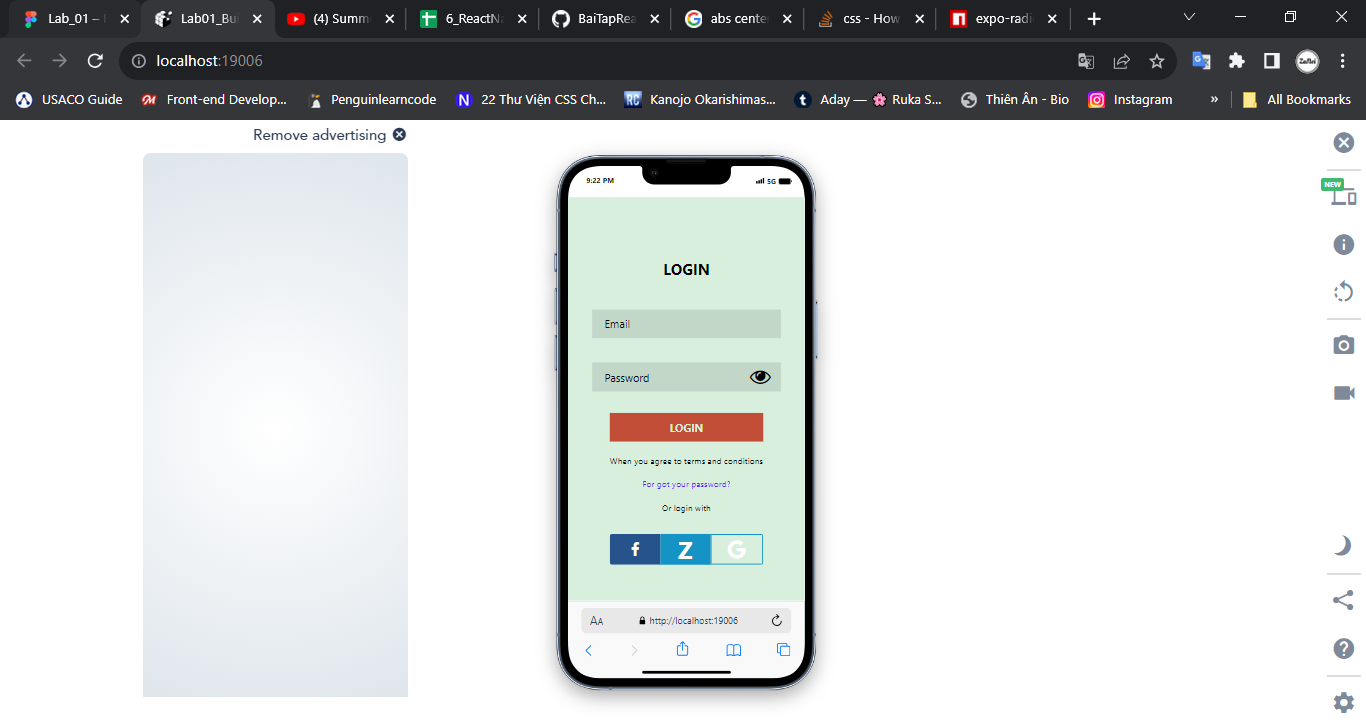 Lab_01 –
Lab01_Bui
(4) Summ
6_ReactNa
BaiTapRea
abs cente
css - How
expo-radi
localhost:19006
USACO Guide
Front-end Develop...
Penguinlearncode
22 Thư Viện CSS Ch...
Kanojo Okarishimas...
Aday — 🌸 Ruka S...
Thiên Ân - Bio
Instagram
»
All Bookmarks
Remove advertising
NEW
9:22 PM
5G
LOGIN
Email
Password
LOGIN
When you agree to terms and conditions
For got your password?
Or login with
f
Z
G
AA
http://localhost:19006